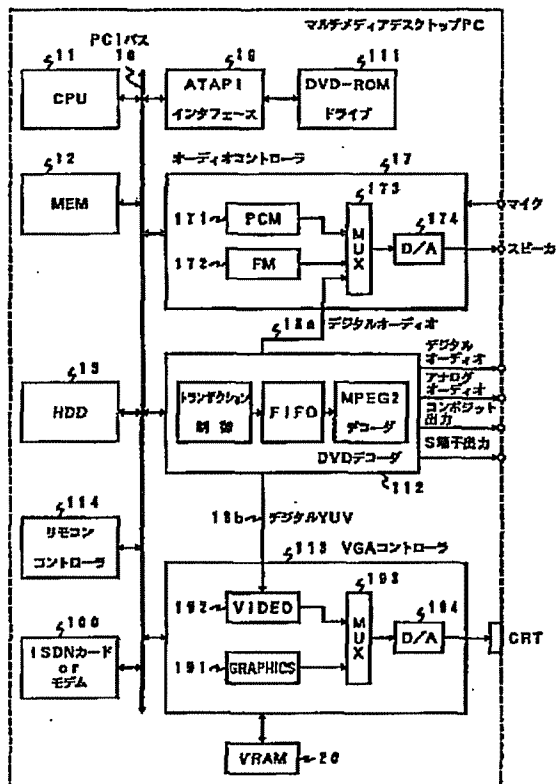 マルチメディアデスクトップPC
PCIバス
10
11
CPU
16
ATAPI
インタフェース
111
DVD-ROM
ドライブ
12
MEM
オーディオコントローラ
17
171
PCM
172
FM
173
MUX
174
D/A
マイク
スピーカ
18a
デジタルオーディオ
13
HDD
トランザクション
制御
FIFO
MPEG2
デコーダ
DVDデコーダ
112
デジタル
オーディオ
アナログ
オーディオ
コンポジット
出力
S端子出力
18b
デジタルYUV
114
リモコン
コントローラ
113
VGAコントローラ
192
VIDEO
191
GRAPHICS
193
MUX
194
D/A
CRT
100
ISDNカード
or
モデム
VRAM
20